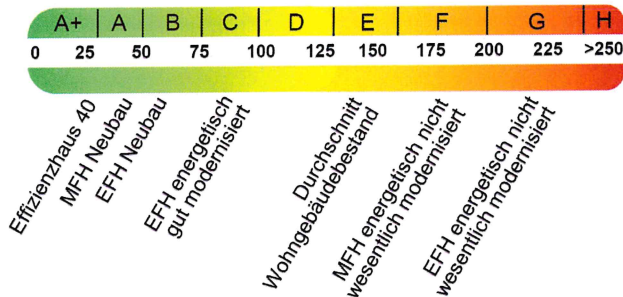 A+ A B C D E F G H
0 25 50 75 100 125 150 175 200 225 >250
Effizienzhaus 40
MFH Neubau
EFH Neubau
EFH energetisch
gut modernisiert
Durchschnitt
Wohngebäudebestand
MFH energetisch nicht
wesentlich modernisiert
EFH energetisch nicht
wesentlich modernisiert